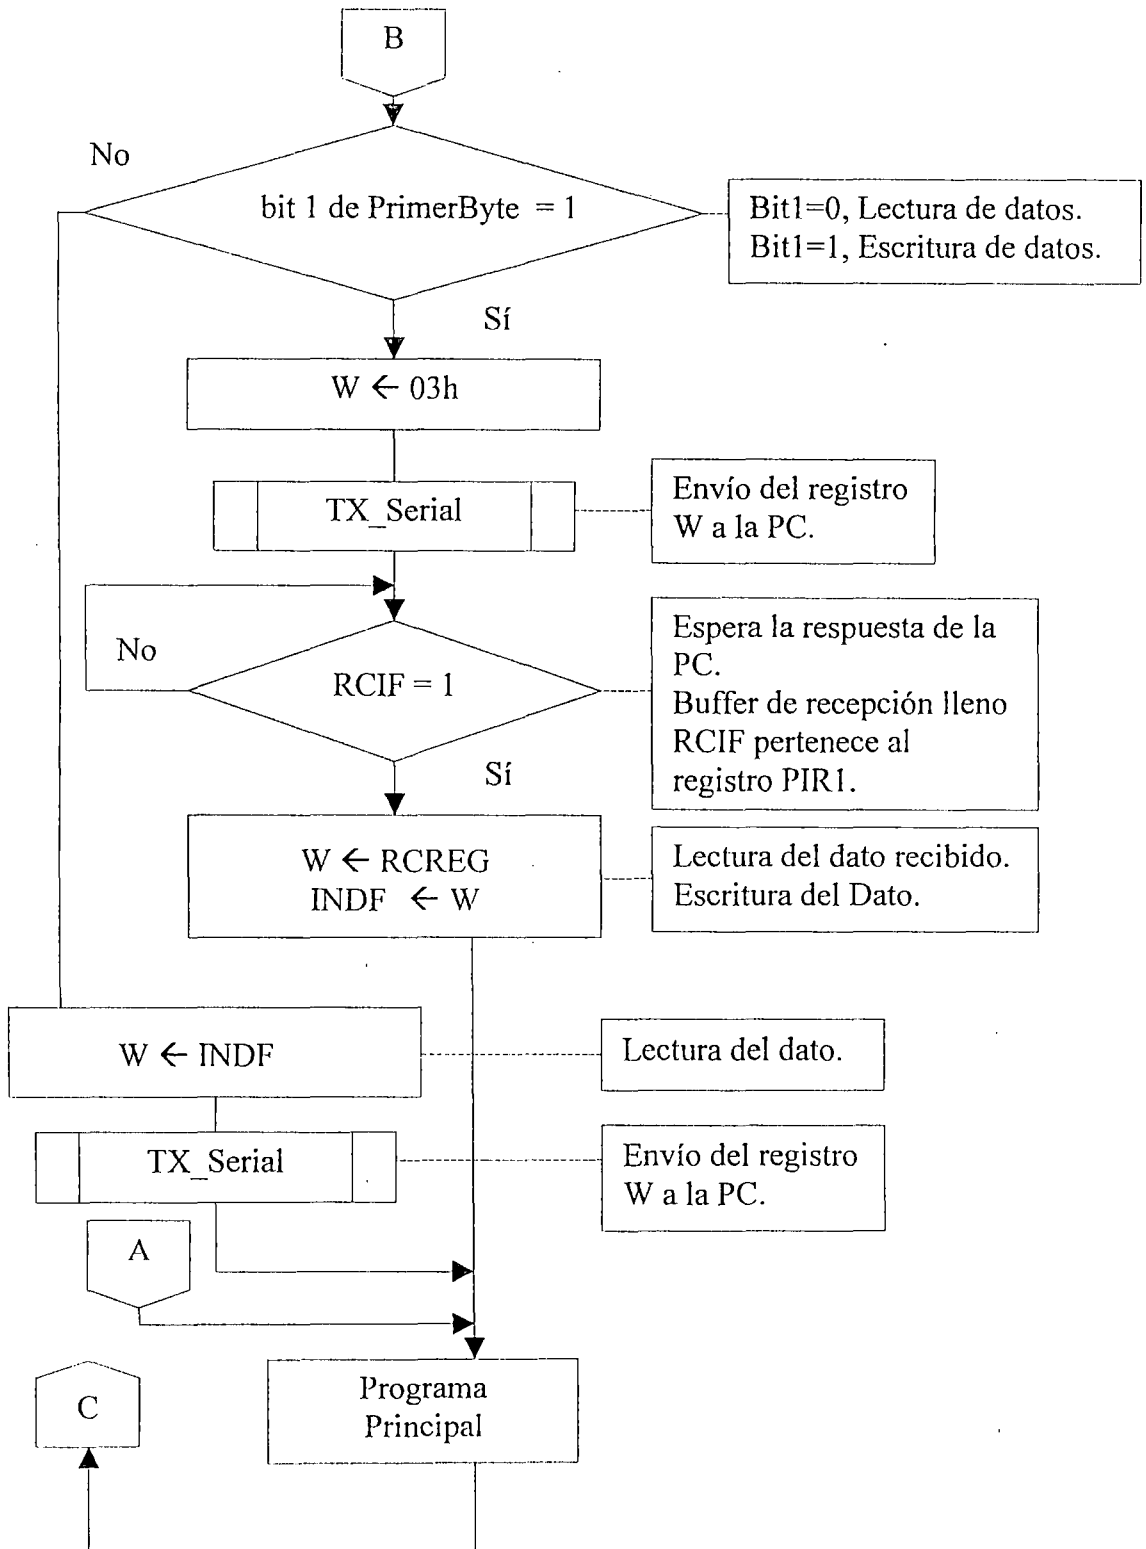 B
No
bit 1 de PrimerByte = 1
Bit1=0, Lectura de datos.
Bit1=1, Escritura de datos.
Sí
W ← 03h
TX_Serial
Envío del registro
W a la PC.
No
RCIF = 1
Espera la respuesta de la
PC.
Buffer de recepción lleno
RCIF pertenece al
registro PIR1.
Sí
W ← RCREG
INDF ← W
Lectura del dato recibido.
Escritura del Dato.
W ← INDF
Lectura del dato.
TX_Serial
Envío del registro
W a la PC.
A
C
Programa
Principal